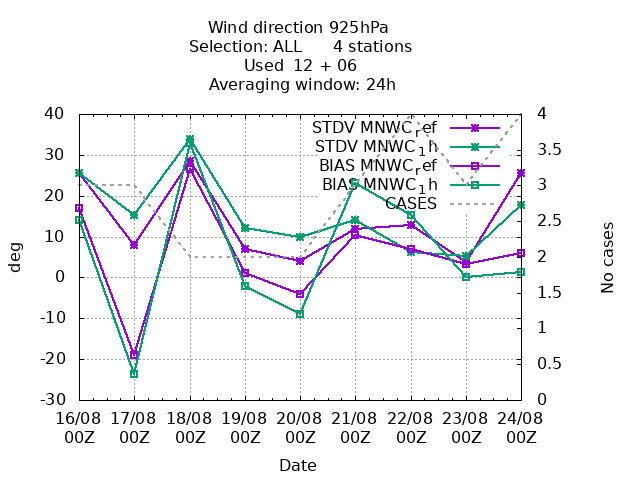 Wind direction 925hPa
Selection: ALL 4 stations
Used 12 + 06
Averaging window: 24h
40 4
STDV MNWC_ref
STDV MNWC_1h
BIAS MNWC_ref
BIAS MNWC_1h
CASES
30 3.5
20 3
10 2.5
0 2
-10 1.5
-20 1
0.5
-30 0
deg
No cases
16/08 17/08 18/08 19/08 20/08 21/08 22/08 23/08 24/08
00Z 00Z 00Z 00Z 00Z 00Z 00Z 00Z 00Z
Date